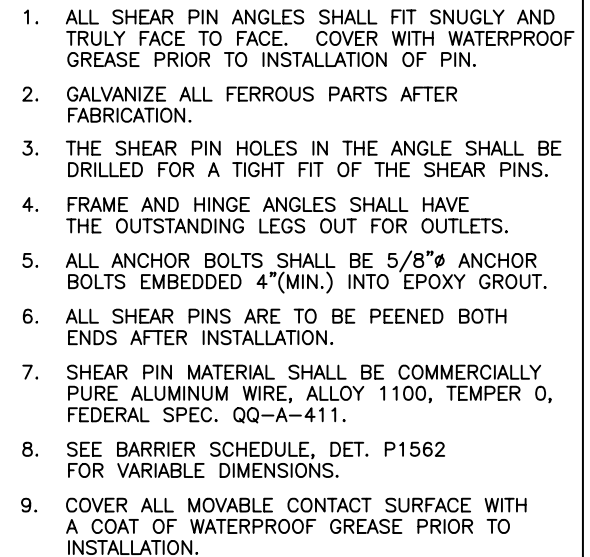 1. ALL SHEAR PIN ANGLES SHALL FIT SNUGLY AND
TRULY FACE TO FACE. COVER WITH WATERPROOF
GREASE PRIOR TO INSTALLATION OF PIN.
2. GALVANIZE ALL FERROUS PARTS AFTER
FABRICATION.
3. THE SHEAR PIN HOLES IN THE ANGLE SHALL BE
DRILLED FOR A TIGHT FIT OF THE SHEAR PINS.
4. FRAME AND HINGE ANGLES SHALL HAVE
THE OUTSTANDING LEGS OUT FOR OUTLETS.
5. ALL ANCHOR BOLTS SHALL BE 5/8"ø ANCHOR
BOLTS EMBEDDED 4"(MIN.) INTO EPOXY GROUT.
6. ALL SHEAR PINS ARE TO BE PEENED BOTH
ENDS AFTER INSTALLATION.
7. SHEAR PIN MATERIAL SHALL BE COMMERCIALLY
PURE ALUMINUM WIRE, ALLOY 1100, TEMPER O,
FEDERAL SPEC. QQ-A-411.
8. SEE BARRIER SCHEDULE, DET. P1562
FOR VARIABLE DIMENSIONS.
9. COVER ALL MOVABLE CONTACT SURFACE WITH
A COAT OF WATERPROOF GREASE PRIOR TO
INSTALLATION.